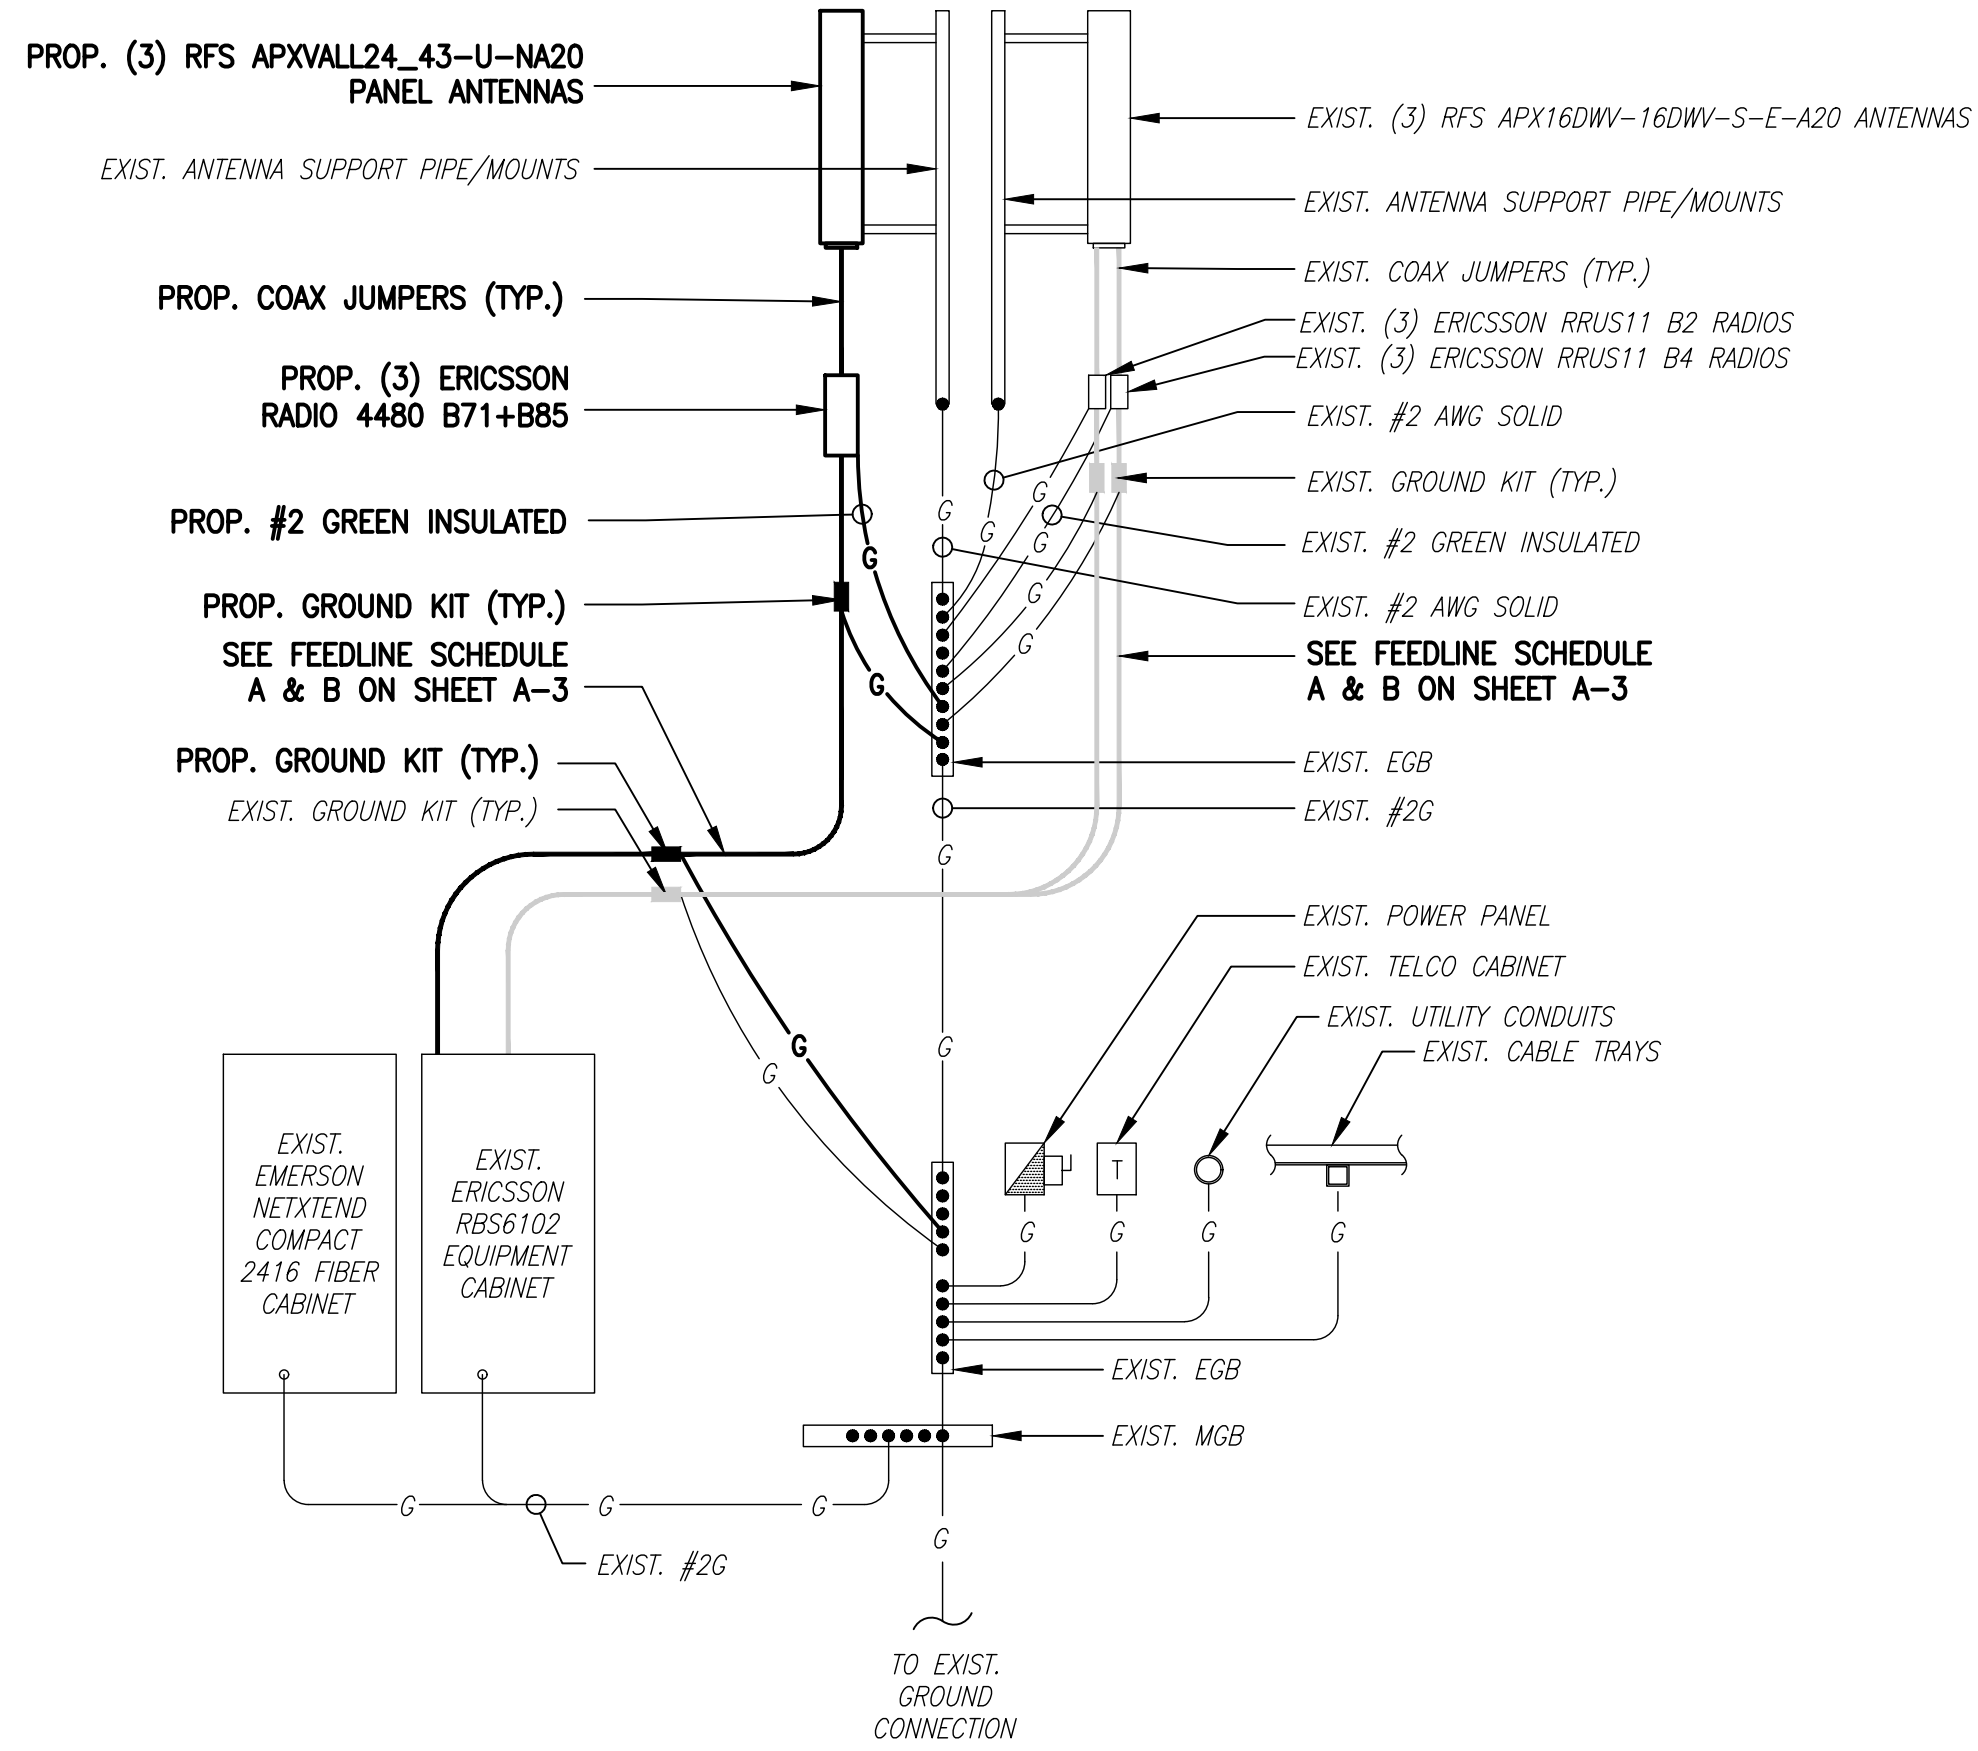 PROP. (3) RFS APXVALL24_43-U-NA20
PANEL ANTENNAS
EXIST. ANTENNA SUPPORT PIPE/MOUNTS
PROP. COAX JUMPERS (TYP.)
PROP. (3) ERICSSON
RADIO 4480 B71+B85
PROP. #2 GREEN INSULATED
PROP. GROUND KIT (TYP.)
SEE FEEDLINE SCHEDULE
A & B ON SHEET A-3
PROP. GROUND KIT (TYP.)
EXIST. GROUND KIT (TYP.)
EXIST. (3) RFS APX16DWV-16DWV-S-E-A20 ANTENNAS
EXIST. ANTENNA SUPPORT PIPE/MOUNTS
EXIST. COAX JUMPERS (TYP.)
EXIST. (3) ERICSSON RRUS11 B2 RADIOS
EXIST. (3) ERICSSON RRUS11 B4 RADIOS
EXIST. #2 AWG SOLID
EXIST. GROUND KIT (TYP.)
EXIST. #2 GREEN INSULATED
EXIST. #2 AWG SOLID
SEE FEEDLINE SCHEDULE
A & B ON SHEET A-3
EXIST. EGB
EXIST. #2G
G
G
G
G
G
G
G
G
G
G
G
G
EXIST. POWER PANEL
EXIST. TELCO CABINET
EXIST. UTILITY CONDUITS
EXIST. CABLE TRAYS
T
G
G
G
G
EXIST.
EMERSON
NETXTEND
COMPACT
2416 FIBER
CABINET
EXIST.
ERICSSON
RBS6102
EQUIPMENT
CABINET
EXIST. EGB
EXIST. MGB
G
G
G
G
EXIST. #2G
TO EXIST.
GROUND
CONNECTION